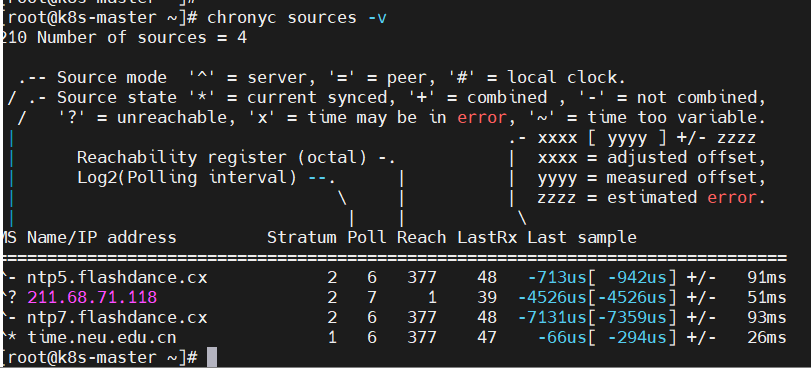 [root@k8s-master ~]# chronyc sources -v
210 Number of sources = 4
.-- Source mode '^' = server, '=' = peer, '#' = local clock.
/ .- Source state '*' = current synced, '+' = combined , '-' = not combined,
/ '?' = unreachable, 'x' = time may be in error, '~' = time too variable.
| .- xxxx [ yyyy ] +/- zzzz
| Reachability register (octal) -. | xxxx = adjusted offset,
| Log2(Polling interval) --. | | yyyy = measured offset,
| \ | | zzzz = estimated error.
| | | \
MS Name/IP address Stratum Poll Reach LastRx Last sample
===============================================================================
^- ntp5.flashdance.cx 2 6 377 48 -713us[ -942us] +/- 91ms
^? 211.68.71.118 2 7 1 39 -4526us[-4526us] +/- 51ms
^- ntp7.flashdance.cx 2 6 377 48 -7131us[-7359us] +/- 93ms
^* time.neu.edu.cn 1 6 377 47 -66us[ -294us] +/- 26ms
[root@k8s-master ~]#